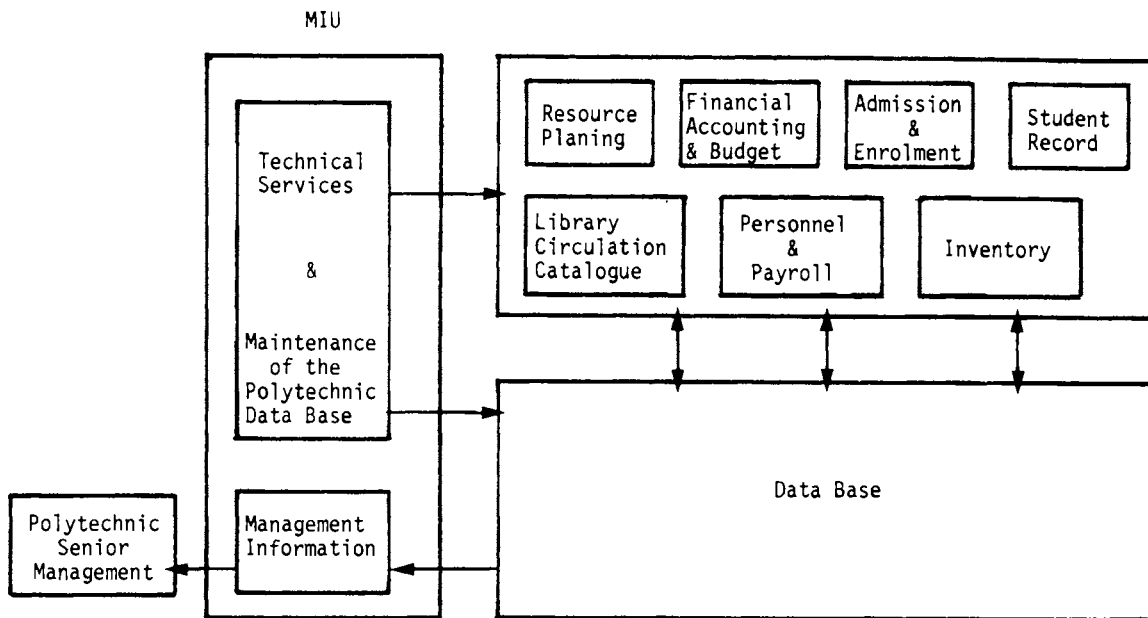 MIU
Technical
Services
&
Maintenance
of the
Polytechnic
Data Base
Management
Information
Polytechnic
Senior
Management
Resource
Planing
Financial
Accounting
& Budget
Admission
&
Enrolment
Student
Record
Library
Circulation
Catalogue
Personnel
&
Payroll
Inventory
Data Base